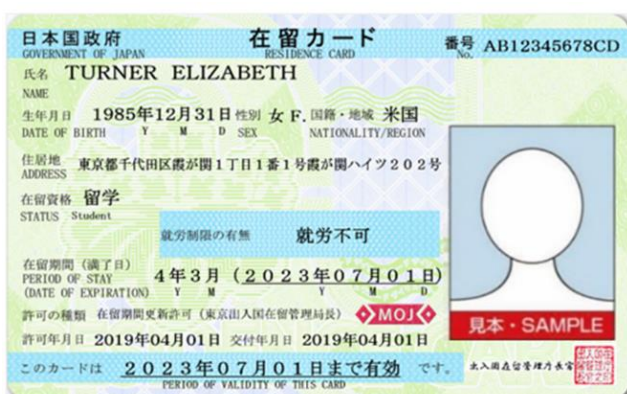 日本国政府 在留カード 番号 AB12345678CD
GOVERNMENT OF JAPAN RESIDENCE CARD No.
氏名 TURNER ELIZABETH
NAME
生年月日 1985年12月31日 性別 女 F. 国籍・地域 米国
DATE OF BIRTH Y M D SEX NATIONALITY/REGION
住居地 東京都千代田区霞が関1丁目1番1号霞が関ハイツ202号
ADDRESS
在留資格 留学
STATUS Student
就労制限の有無 就労不可
在留期間(満了日)
PERIOD OF STAY 4年3月(2023年07月01日)
(DATE OF EXPIRATION) Y M Y M D
許可の種類 在留期間更新許可(東京出入国在留管理局長) MOJ
見本・SAMPLE
許可年月日 2019年04月01日 交付年月日 2019年04月01日
このカードは 2023年07月01日まで有効 です。
PERIOD OF VALIDITY OF THIS CARD
出入国在留管理庁長官